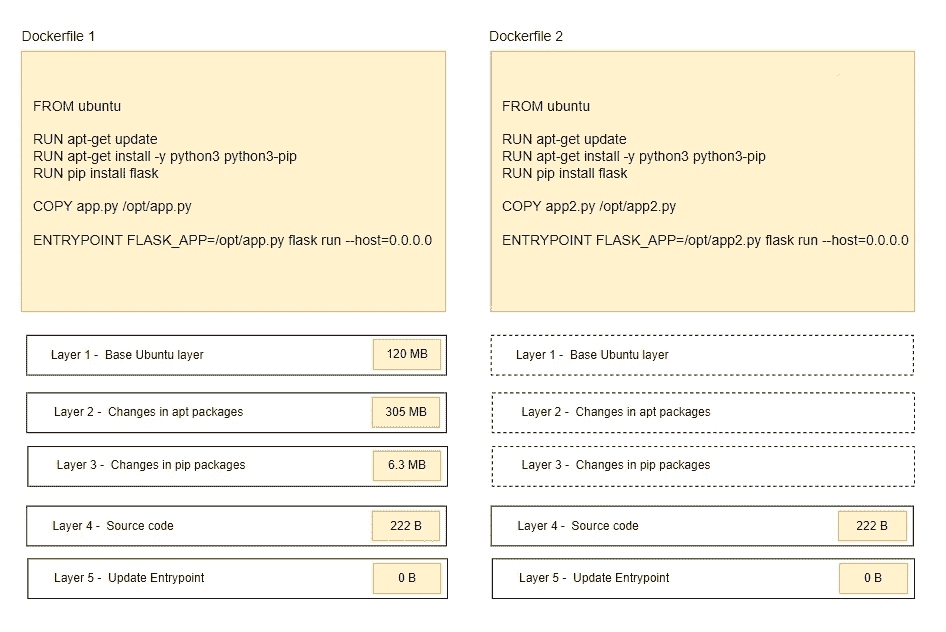 Dockerfile 1
FROM ubuntu
RUN apt-get update
RUN apt-get install -y python3 python3-pip
RUN pip install flask
COPY app.py /opt/app.py
ENTRYPOINT FLASK_APP=/opt/app.py flask run --host=0.0.0.0
Layer 1 - Base Ubuntu layer 120 MB
Layer 2 - Changes in apt packages 305 MB
Layer 3 - Changes in pip packages 6.3 MB
Layer 4 - Source code 222 B
Layer 5 - Update Entrypoint 0 B
Dockerfile 2
FROM ubuntu
RUN apt-get update
RUN apt-get install -y python3 python3-pip
RUN pip install flask
COPY app2.py /opt/app2.py
ENTRYPOINT FLASK_APP=/opt/app2.py flask run --host=0.0.0.0
Layer 1 - Base Ubuntu layer
Layer 2 - Changes in apt packages
Layer 3 - Changes in pip packages
Layer 4 - Source code 222 B
Layer 5 - Update Entrypoint 0 B